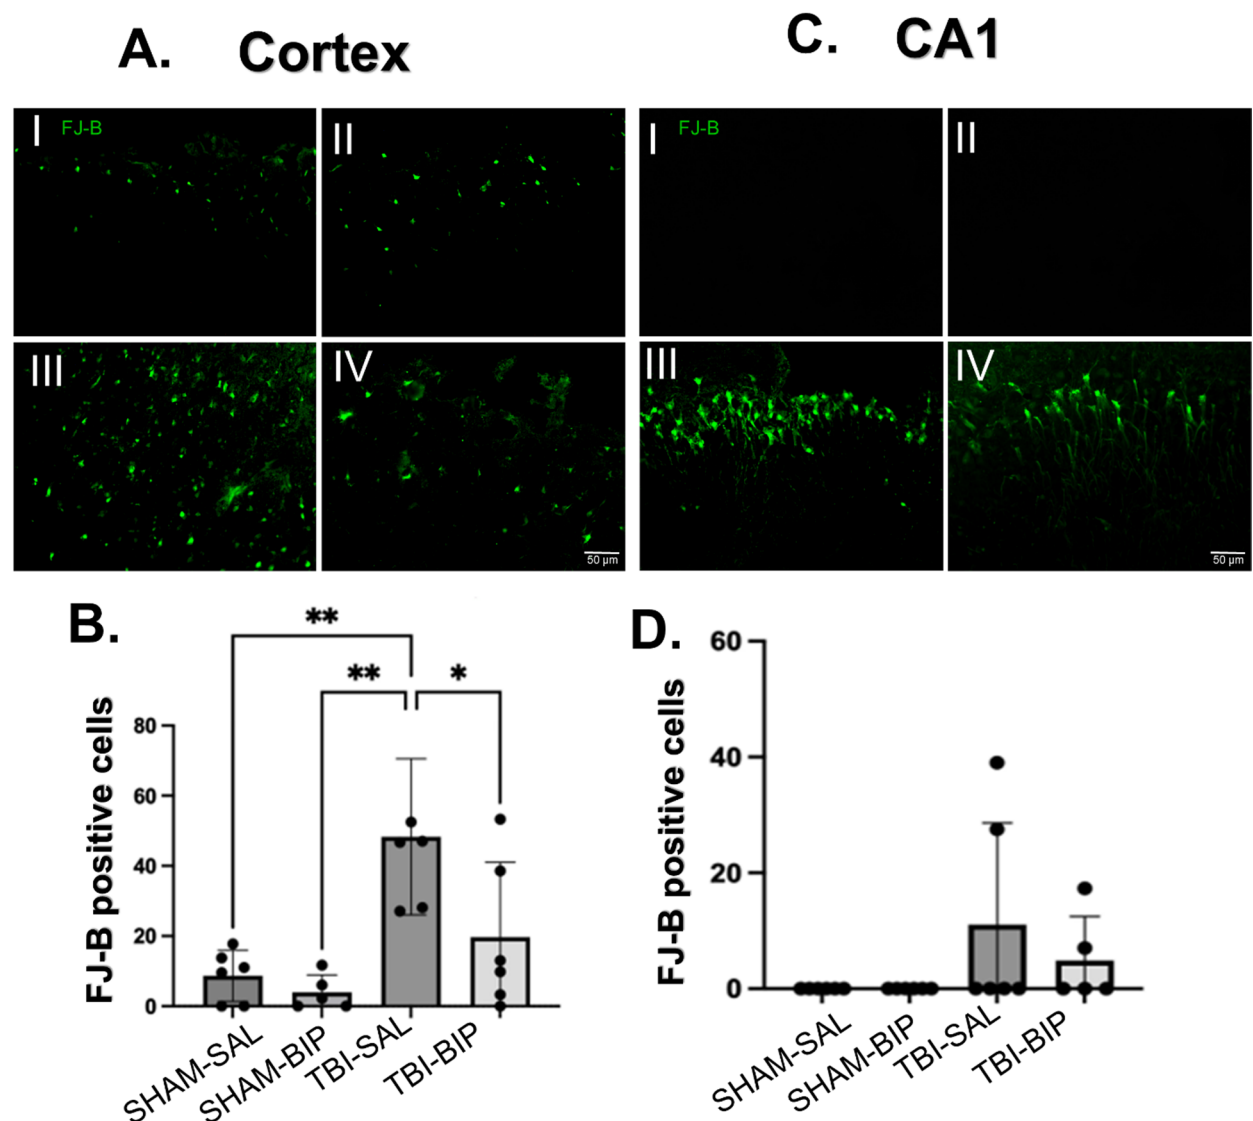 A. Cortex
C. CA1
I FJ-B
II
I FJ-B
II
III
IV
50 µm
III
IV
50 µm
B.
**
** *
FJ-B positive cells
80
60
40
20
0
SHAM-SAL
SHAM-BIP
TBI-SAL
TBI-BIP
D.
FJ-B positive cells
60
40
20
0
SHAM-SAL
SHAM-BIP
TBI-SAL
TBI-BIP